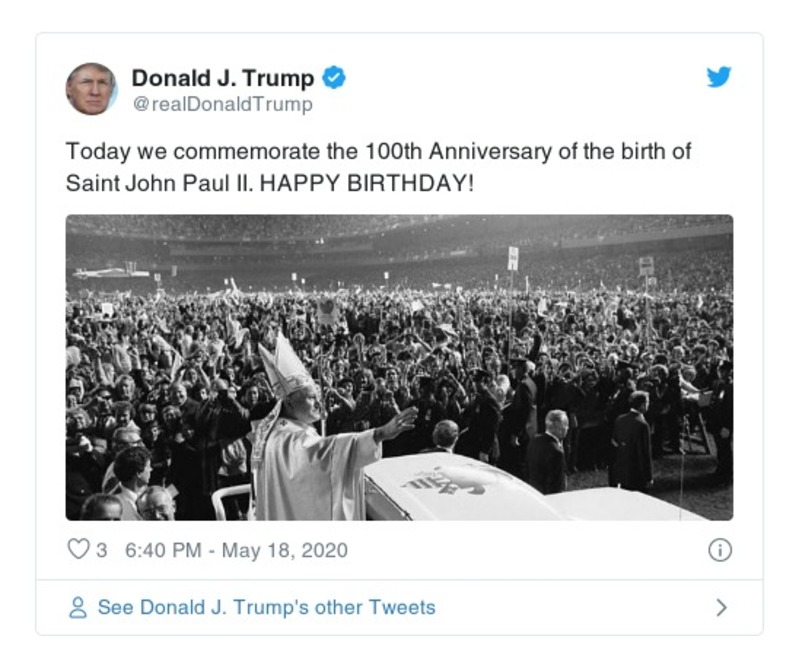 Donald J. Trump
@realDonaldTrump
Today we commemorate the 100th Anniversary of the birth of
Saint John Paul II. HAPPY BIRTHDAY!
3 6:40 PM - May 18, 2020
See Donald J. Trump's other Tweets